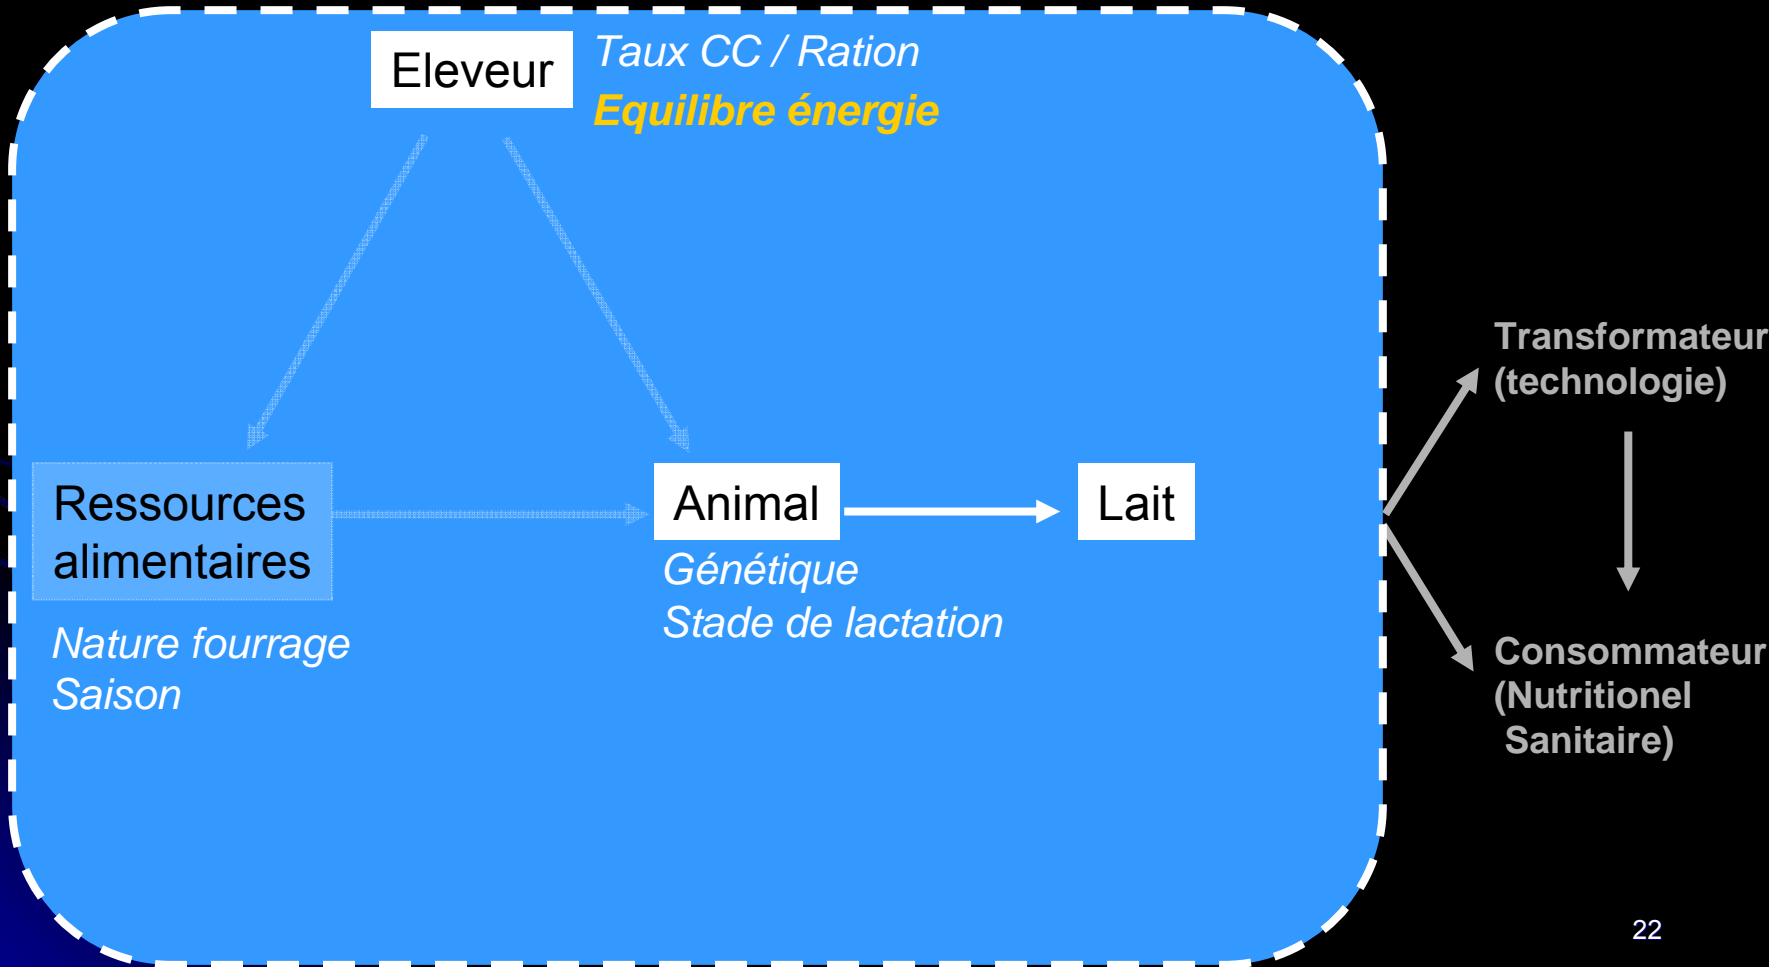 Eleveur
Taux CC / Ration
Equilibre énergie
Ressources
alimentaires
Nature fourrage
Saison
Animal
Génétique
Stade de lactation
Lait
Transformateur
(technologie)
Consommateur
(Nutritionel
Sanitaire)
22